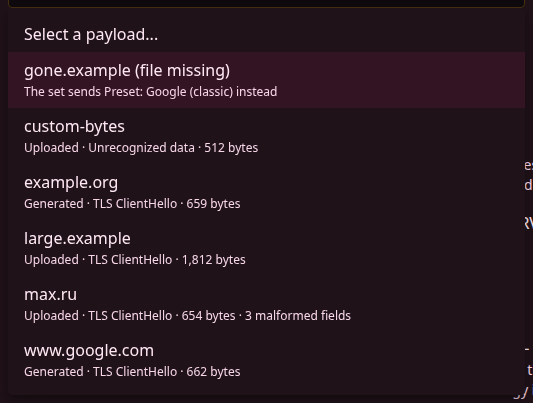 Select a payload...
gone.example (file missing)
The set sends Preset: Google (classic) instead
custom-bytes
Uploaded · Unrecognized data · 512 bytes
example.org
Generated · TLS ClientHello · 659 bytes
large.example
Uploaded · TLS ClientHello · 1,812 bytes
max.ru
Uploaded · TLS ClientHello · 654 bytes · 3 malformed fields
www.google.com
Generated · TLS ClientHello · 662 bytes